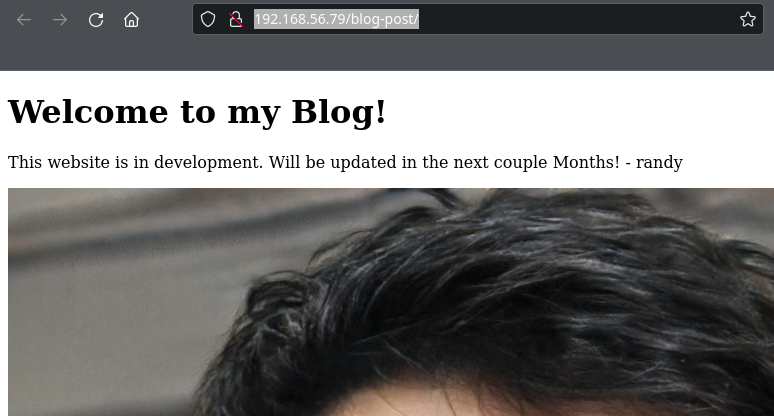 192.168.56.79/blog-post/
Welcome to my Blog!
This website is in development. Will be updated in the next couple Months! - randy